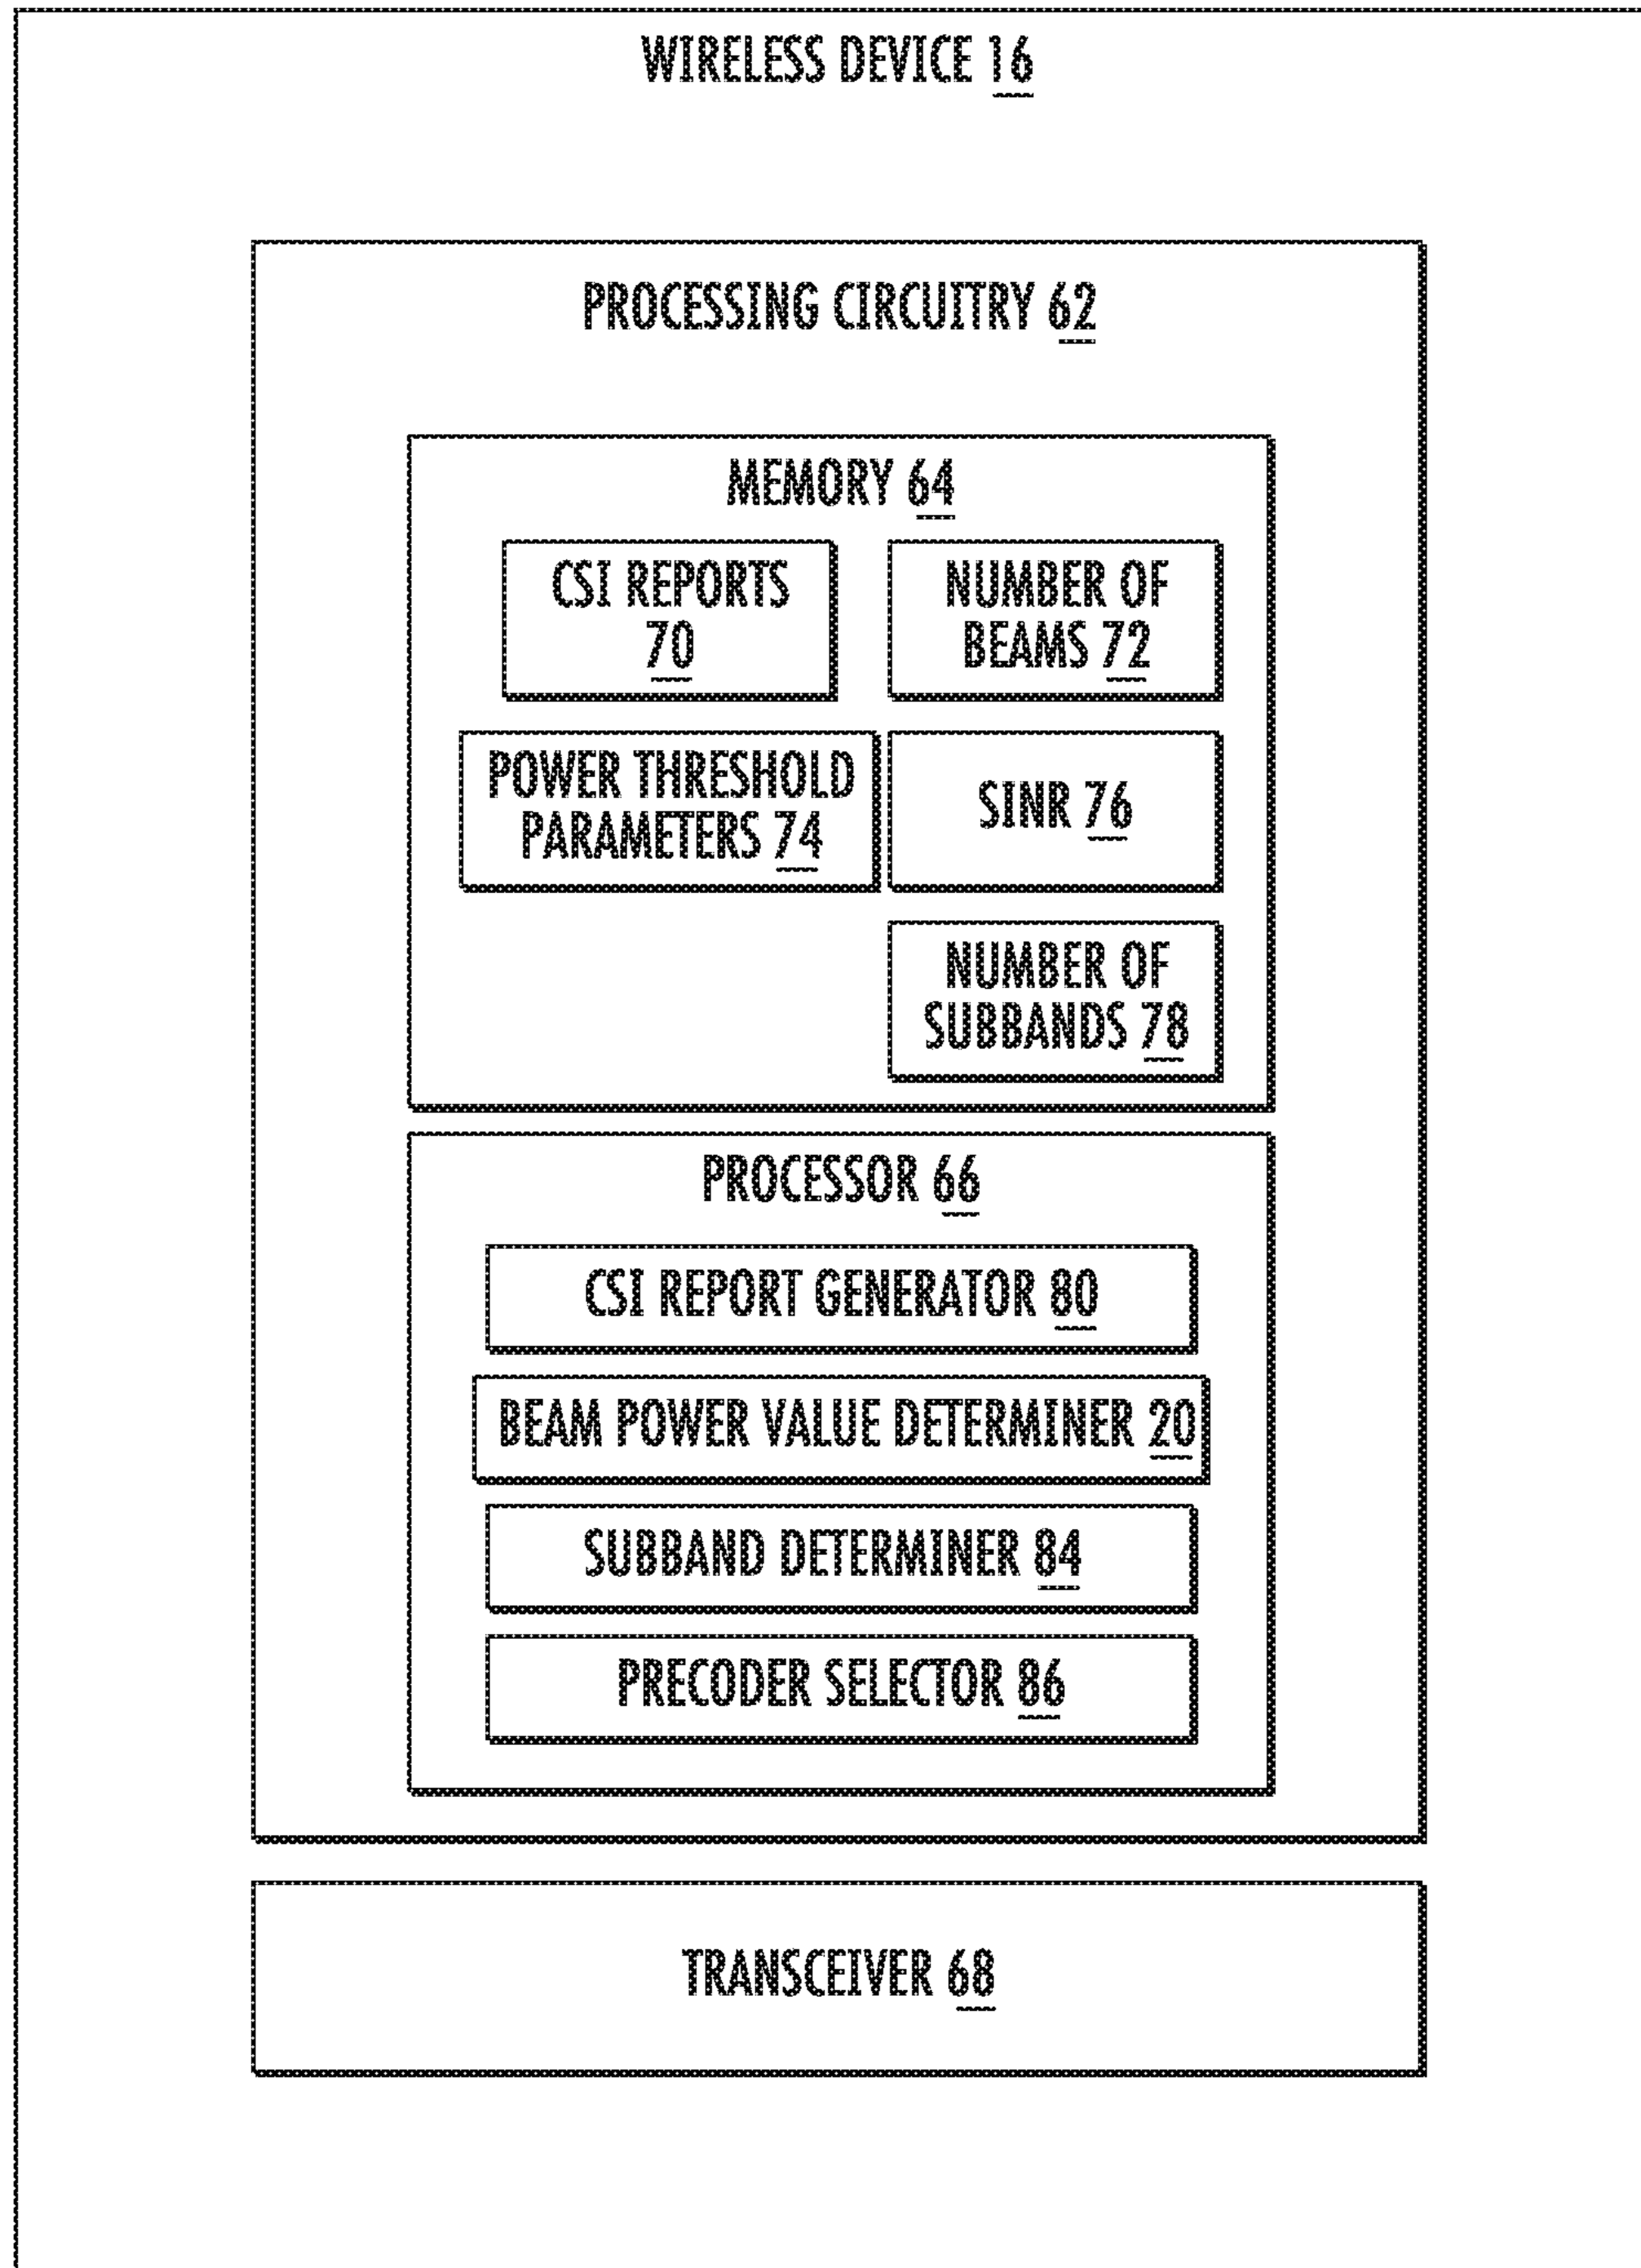 WIRELESS DEVICE 16
PROCESSING CIRCUITRY 62
MEMORY 64
CSI REPORTS
70
NUMBER OF
BEAMS 72
POWER THRESHOLD
PARAMETERS 74
SINR 76
NUMBER OF
SUBBANDS 78
PROCESSOR 66
CSI REPORT GENERATOR 80
BEAM POWER VALUE DETERMINER 20
SUBBAND DETERMINER 84
PRECODER SELECTOR 86
TRANSCEIVER 68